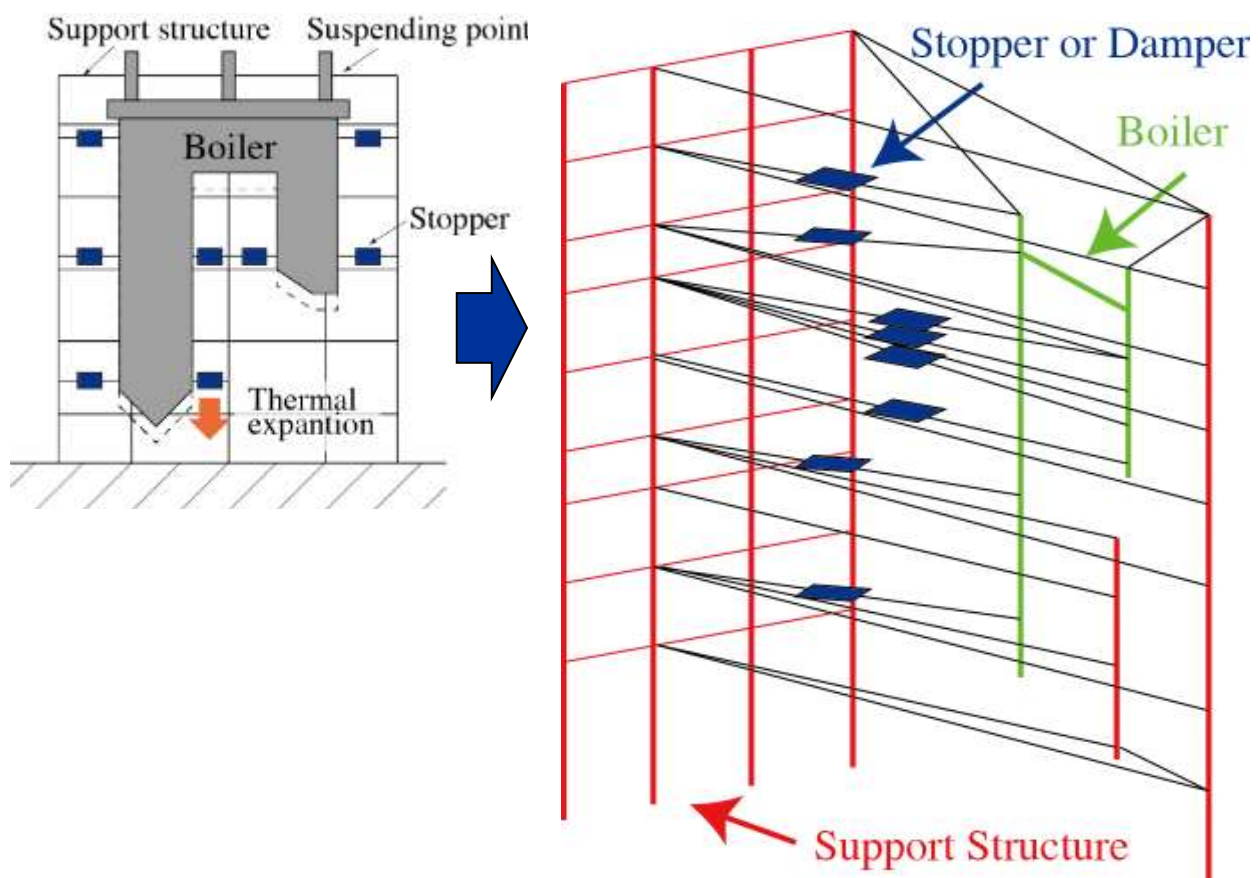 Support structure
Suspending point
Boiler
Stopper
Thermal
expantion
Stopper or Damper
Boiler
Support Structure